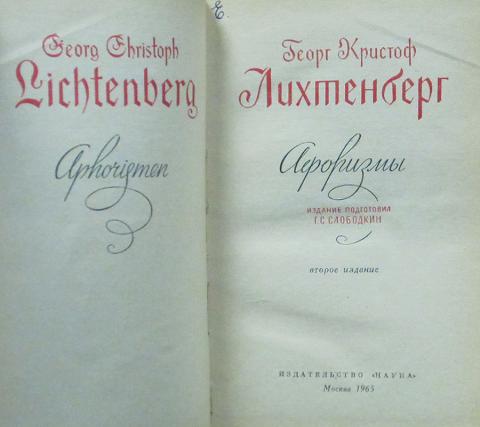 Georg Christoph
Lichtenberg
Aphorismen
Георг Кристоф
Лихтенберг
Афоризмы
ИЗДАНИЕ ПОДГОТОВИЛ
Г.С. СЛОБОДКИН
второе издание
ИЗДАТЕЛЬСТВО «НАУКА»
Москва 1965